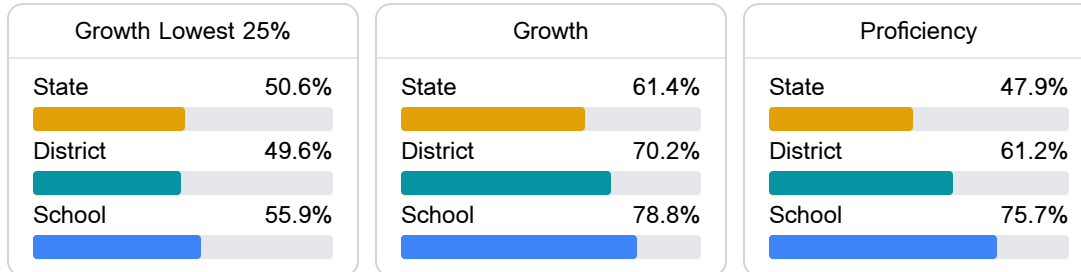 Growth Lowest 25%
State 50.6%
District 49.6%
School 55.9%
Growth
State 61.4%
District 70.2%
School 78.8%
Proficiency
State 47.9%
District 61.2%
School 75.7%